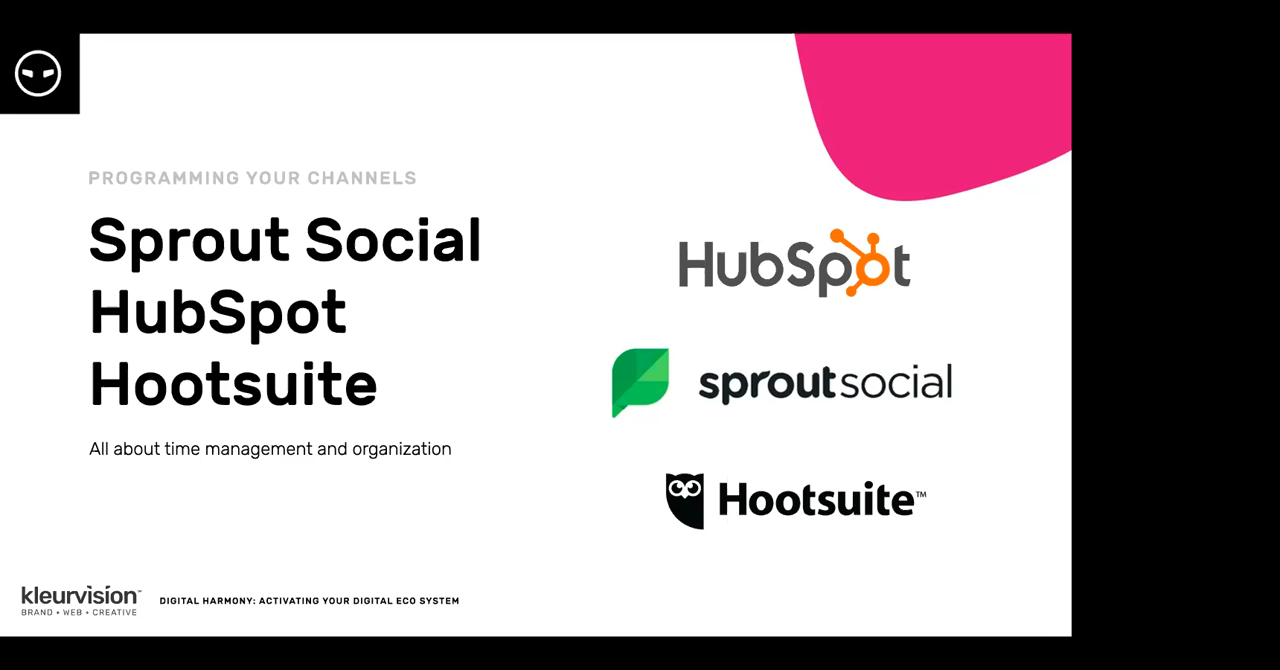 PROGRAMMING YOUR CHANNELS
Sprout Social
HubSpot
Hootsuite
All about time management and organization
HubSpot
sproutsocial
Hootsuite™
kleurvision™
BRAND • WEB • CREATIVE
DIGITAL HARMONY: ACTIVATING YOUR DIGITAL ECO SYSTEM